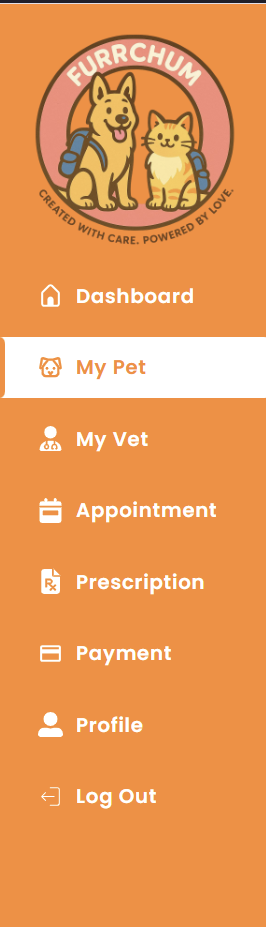 FURRCHUM
CREATED WITH CARE. POWERED BY LOVE.
Dashboard
My Pet
My Vet
Appointment
Prescription
Payment
Profile
Log Out